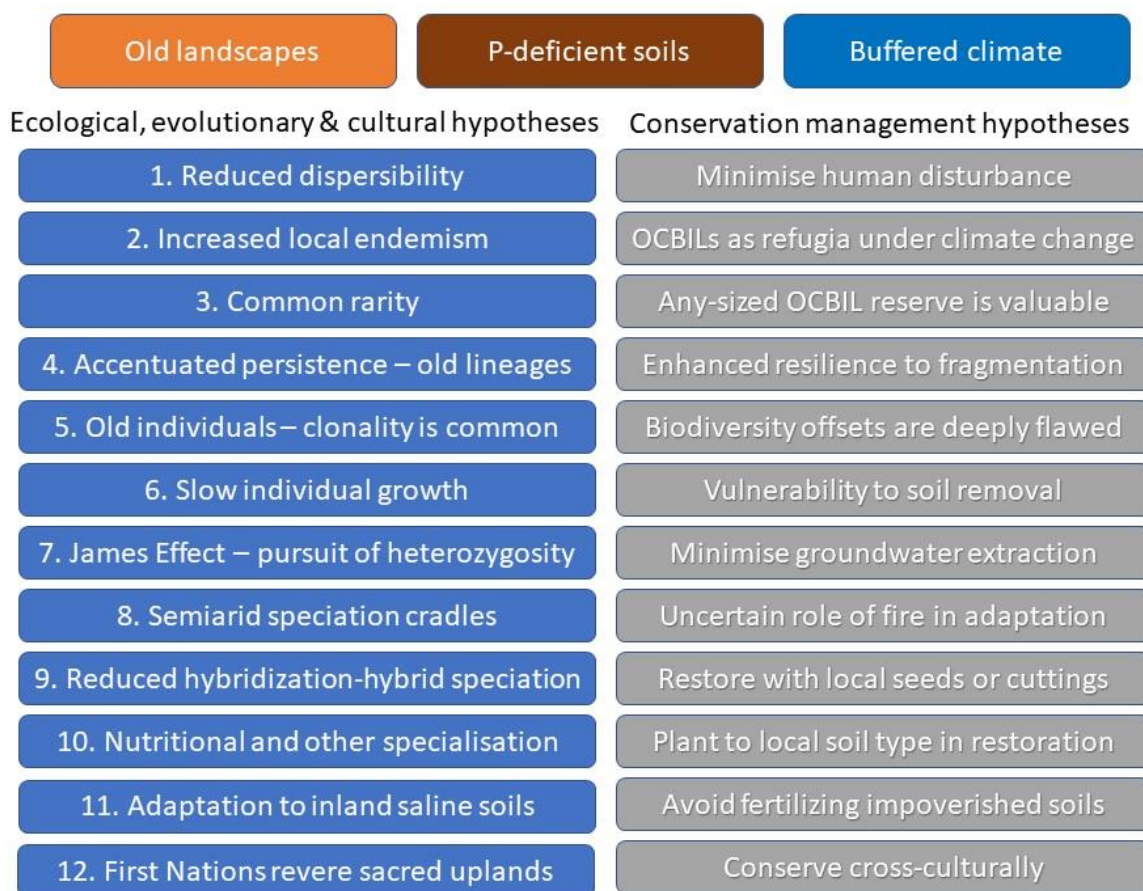 Old landscapes
P-deficient soils
Buffered climate
Ecological, evolutionary & cultural hypotheses
Conservation management hypotheses
1. Reduced dispersibility
Minimise human disturbance
2. Increased local endemism
OCBILs as refugia under climate change
3. Common rarity
Any-sized OCBIL reserve is valuable
4. Accentuated persistence – old lineages
Enhanced resilience to fragmentation
5. Old individuals – clonality is common
Biodiversity offsets are deeply flawed
6. Slow individual growth
Vulnerability to soil removal
7. James Effect – pursuit of heterozygosity
Minimise groundwater extraction
8. Semiarid speciation cradles
Uncertain role of fire in adaptation
9. Reduced hybridization-hybrid speciation
Restore with local seeds or cuttings
10. Nutritional and other specialisation
Plant to local soil type in restoration
11. Adaptation to inland saline soils
Avoid fertilizing impoverished soils
12. First Nations revere sacred uplands
Conserve cross-culturally